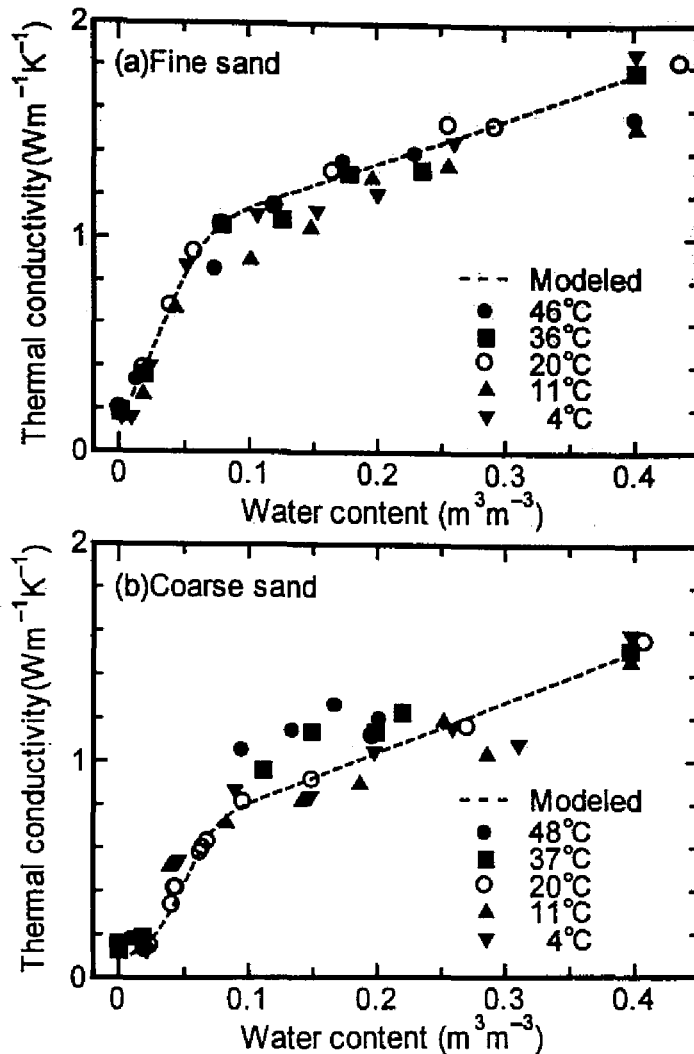 2
(a)Fine sand
Thermal conductivity(Wm⁻¹K⁻¹)
1
Modeled
46°C
36°C
20°C
11°C
4°C
0
0 0.1 0.2 0.3 0.4
Water content (m³m⁻³)
2
(b)Coarse sand
Thermal conductivity(Wm⁻¹K⁻¹)
1
Modeled
48°C
37°C
20°C
11°C
4°C
0
0 0.1 0.2 0.3 0.4
Water content (m³m⁻³)